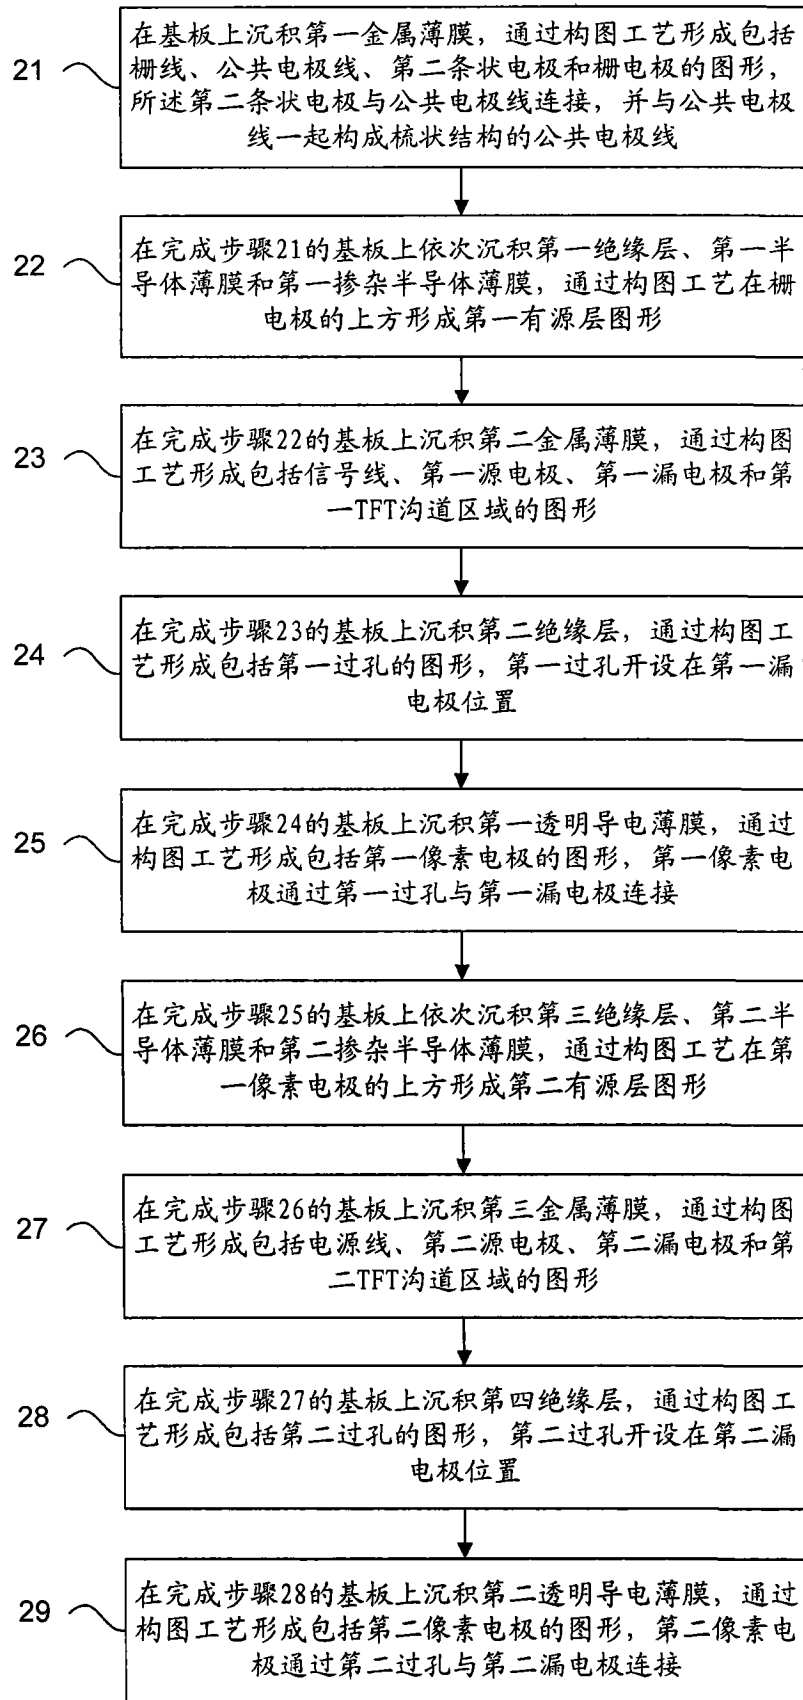 21
在基板上沉积第一金属薄膜，通过构图工艺形成包括
栅线、公共电极线、第二条状电极和栅电极的图形，
所述第二条状电极与公共电极线连接，并与公共电极
线一起构成梳状结构的公共电极线
22
在完成步骤21的基板上依次沉积第一绝缘层、第一半
导体薄膜和第一掺杂半导体薄膜，通过构图工艺在栅
电极的上方形成第一有源层图形
23
在完成步骤22的基板上沉积第二金属薄膜，通过构图
工艺形成包括信号线、第一源电极、第一漏电极和第
一TFT沟道区域的图形
24
在完成步骤23的基板上沉积第二绝缘层，通过构图工
艺形成包括第一过孔的图形，第一过孔开设在第一漏
电极位置
25
在完成步骤24的基板上沉积第一透明导电薄膜，通过
构图工艺形成包括第一像素电极的图形，第一像素电
极通过第一过孔与第一漏电极连接
26
在完成步骤25的基板上依次沉积第三绝缘层、第二半
导体薄膜和第二掺杂半导体薄膜，通过构图工艺在第
一像素电极的上方形成第二有源层图形
27
在完成步骤26的基板上沉积第三金属薄膜，通过构图
工艺形成包括电源线、第二源电极、第二漏电极和第
二TFT沟道区域的图形
28
在完成步骤27的基板上沉积第四绝缘层，通过构图工
艺形成包括第二过孔的图形，第二过孔开设在第二漏
电极位置
29
在完成步骤28的基板上沉积第二透明导电薄膜，通过
构图工艺形成包括第二像素电极的图形，第二像素电
极通过第二过孔与第二漏电极连接